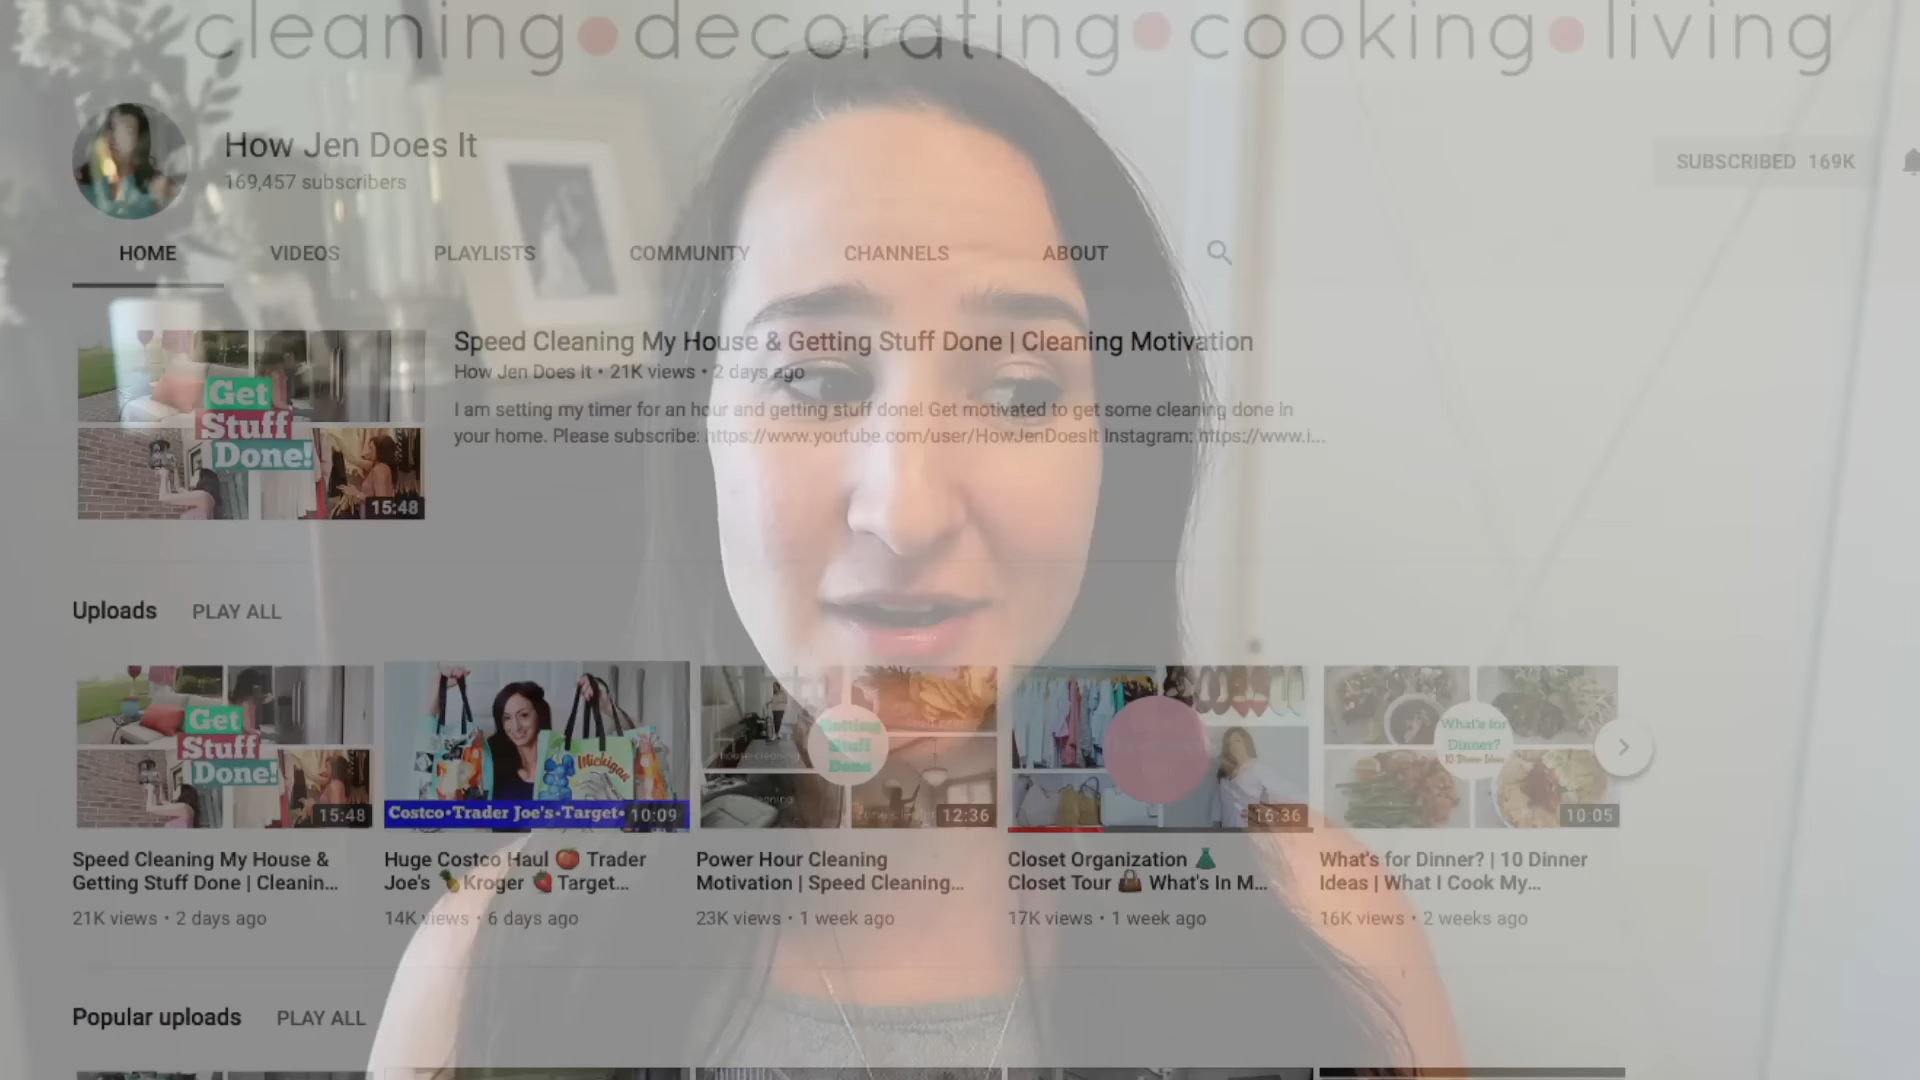 cleaning•decorating•cooking•living
How Jen Does It
169,457 subscribers
SUBSCRIBED 169K
HOME VIDEOS PLAYLISTS COMMUNITY CHANNELS ABOUT
Speed Cleaning My House & Getting Stuff Done | Cleaning Motivation
How Jen Does It • 21K views • 2 days ago
I am setting my timer for an hour and getting stuff done! Get motivated to get some cleaning done in
your home. Please subscribe: https://www.youtube.com/user/HowJenDoesIt Instagram: https://www.i...
Get
Stuff
Done!
15:48
Uploads PLAY ALL
Get
Stuff
Done!
15:48
Michigan
Costco•Trader Joe's•Target•
10:09
Getting
Stuff
Done
12:36
16:36
What's for
Dinner?
10 Dinner Ideas
10:05
Speed Cleaning My House &
Getting Stuff Done | Cleanin...
21K views • 2 days ago
Huge Costco Haul 🍅 Trader
Joe's 🍍 Kroger 🍓 Target...
14K views • 6 days ago
Power Hour Cleaning
Motivation | Speed Cleaning...
23K views • 1 week ago
Closet Organization 👗
Closet Tour 👜 What's In M...
17K views • 1 week ago
What's for Dinner? | 10 Dinner
Ideas | What I Cook My...
16K views • 2 weeks ago
Popular uploads PLAY ALL